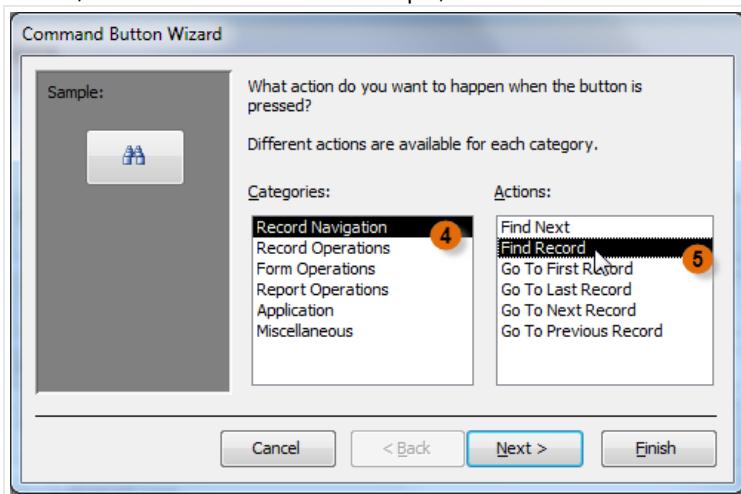 Command Button Wizard
Sample:
What action do you want to happen when the button is
pressed?
Different actions are available for each category.
Categories:
Actions:
Record Navigation
Record Operations
Form Operations
Report Operations
Application
Miscellaneous
4
Find Next
Find Record
Go To First Record
Go To Last Record
Go To Next Record
Go To Previous Record
5
Cancel
< Back
Next >
Finish